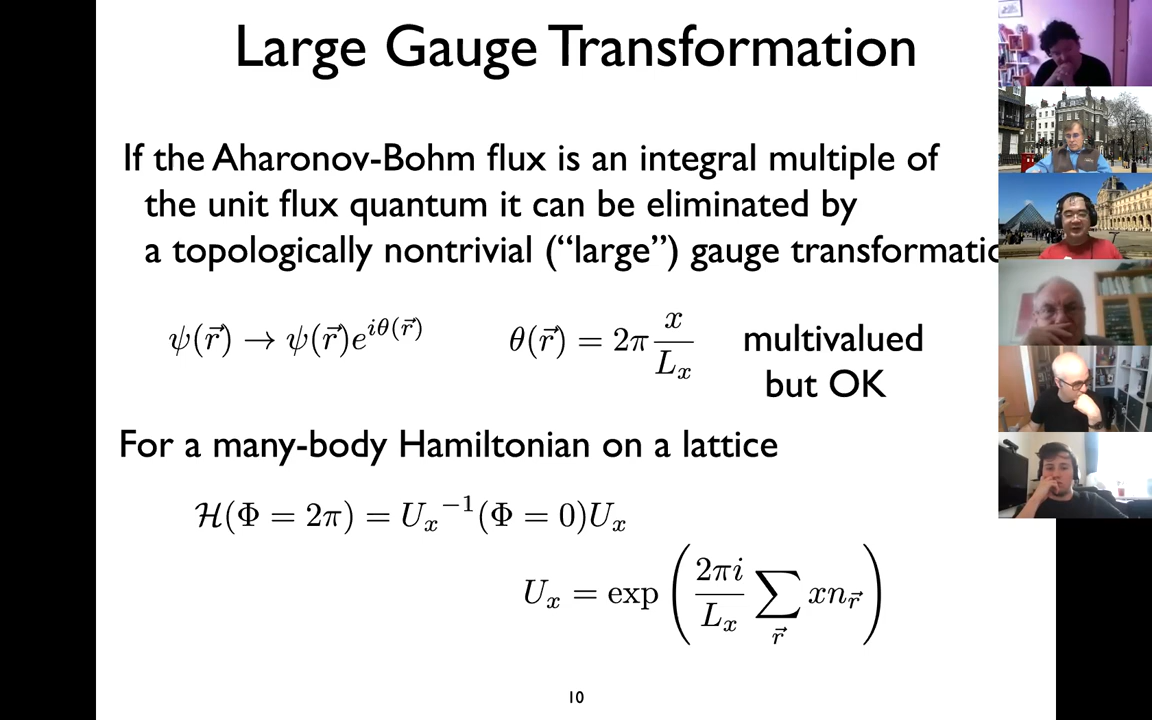 Large Gauge Transformation
If the Aharonov-Bohm flux is an integral multiple of
the unit flux quantum it can be eliminated by
a topologically nontrivial (“large”) gauge transformatic
ψ(r⃗) → ψ(r⃗)e^{iθ(r⃗)} θ(r⃗) = 2π x/L_x multivalued
but OK
For a many-body Hamiltonian on a lattice
ℋ(Φ = 2π) = U_x^{-1}(Φ = 0)U_x
U_x = exp(2πi/L_x ∑_{r⃗} xn_{r⃗})
10